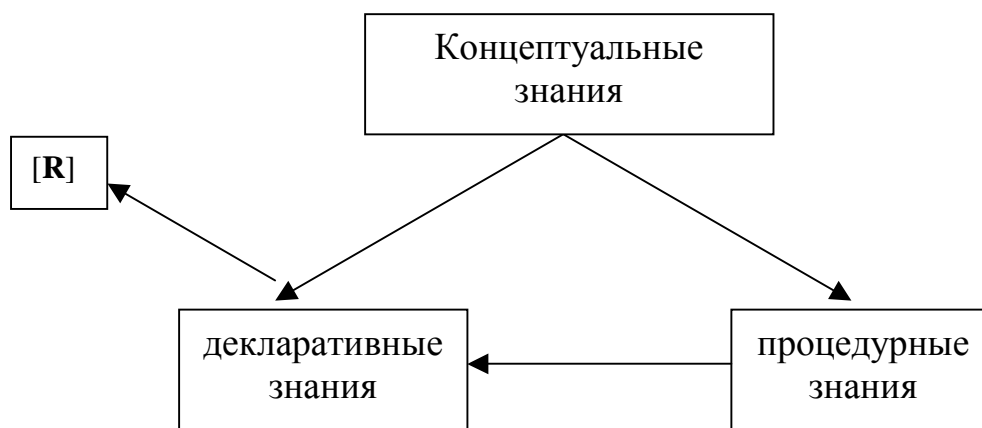 Концептуальные
знания
[R]
декларативные
знания
процедурные
знания